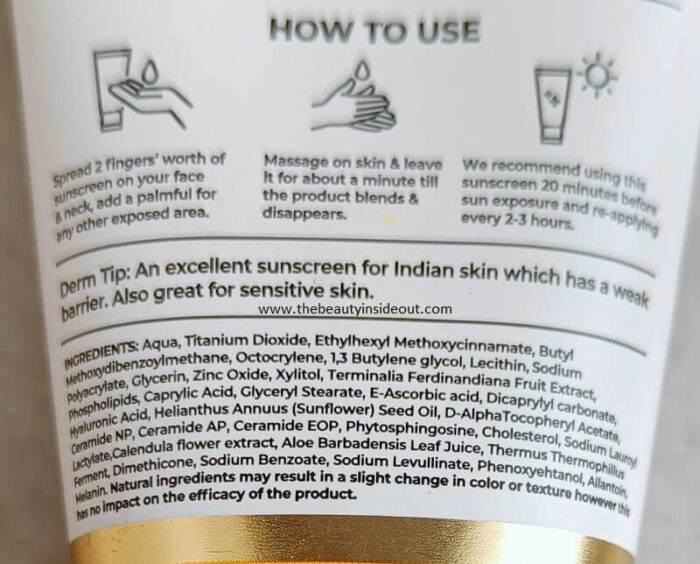 HOW TO USE
Spread 2 fingers' worth of
sunscreen on your face
& neck, add a palmful for
any other exposed area.
Massage on skin & leave
it for about a minute till
the product blends &
disappears.
We recommend using this
sunscreen 20 minutes before
sun exposure and re-applying
every 2-3 hours.
Derm Tip: An excellent sunscreen for Indian skin which has a weak
barrier. Also great for sensitive skin.
www.thebeautyinsideout.com
INGREDIENTS: Aqua, Titanium Dioxide, Ethylhexyl Methoxycinnamate, Butyl
Methoxydibenzoylmethane, Octocrylene, 1,3 Butylene glycol, Lecithin, Sodium
Polyacrylate, Glycerin, Zinc Oxide, Xylitol, Terminalia Ferdinandiana Fruit Extract,
Phospholipids, Caprylic Acid, Glyceryl Stearate, E-Ascorbic acid, Dicaprylyl carbonate,
Hyaluronic Acid, Helianthus Annuus (Sunflower) Seed Oil, D-AlphaTocopheryl Acetate,
Ceramide NP, Ceramide AP, Ceramide EOP, Phytosphingosine, Cholesterol, Sodium Lauroyl
Lactylate,Calendula flower extract, Aloe Barbadensis Leaf Juice, Thermus Thermophillus
Ferment, Dimethicone, Sodium Benzoate, Sodium Levullinate, Phenoxyehtanol, Allantoin,
Melanin. Natural ingredients may result in a slight change in color or texture however this
has no impact on the efficacy of the product.